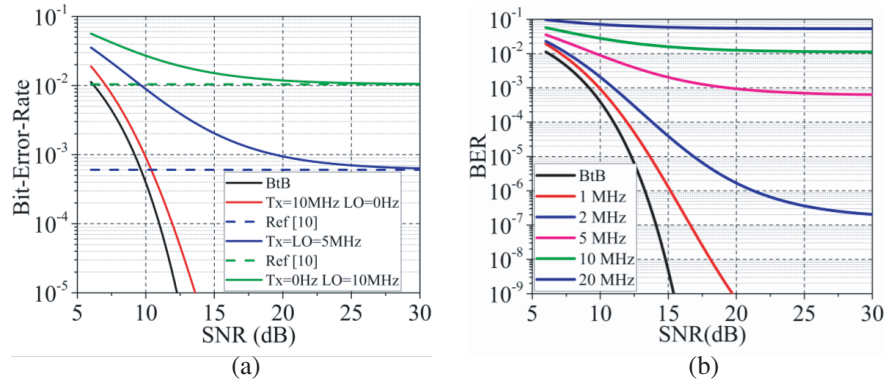 Bit-Error-Rate
10^-1
10^-2
10^-3
10^-4
10^-5
BtB
Tx=10MHz LO=0Hz
Ref [10]
Tx=LO=5MHz
Ref [10]
Tx=0Hz LO=10MHz
5 10 15 20 25 30
SNR (dB)
(a)
BER
10^-1
10^-2
10^-3
10^-4
10^-5
10^-6
10^-7
10^-8
10^-9
BtB
1 MHz
2 MHz
5 MHz
10 MHz
20 MHz
5 10 15 20 25 30
SNR(dB)
(b)